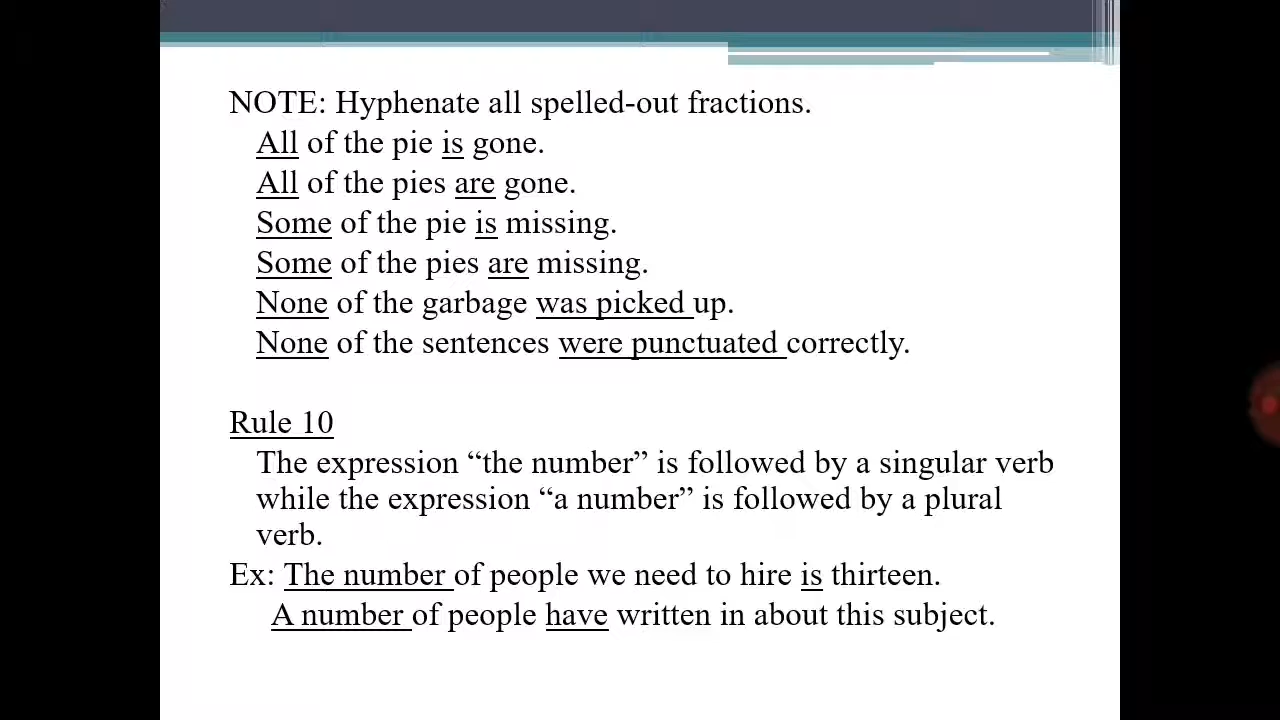 NOTE: Hyphenate all spelled-out fractions.
All of the pie is gone.
All of the pies are gone.
Some of the pie is missing.
Some of the pies are missing.
None of the garbage was picked up.
None of the sentences were punctuated correctly.
Rule 10
The expression “the number” is followed by a singular verb
while the expression “a number” is followed by a plural
verb.
Ex: The number of people we need to hire is thirteen.
A number of people have written in about this subject.